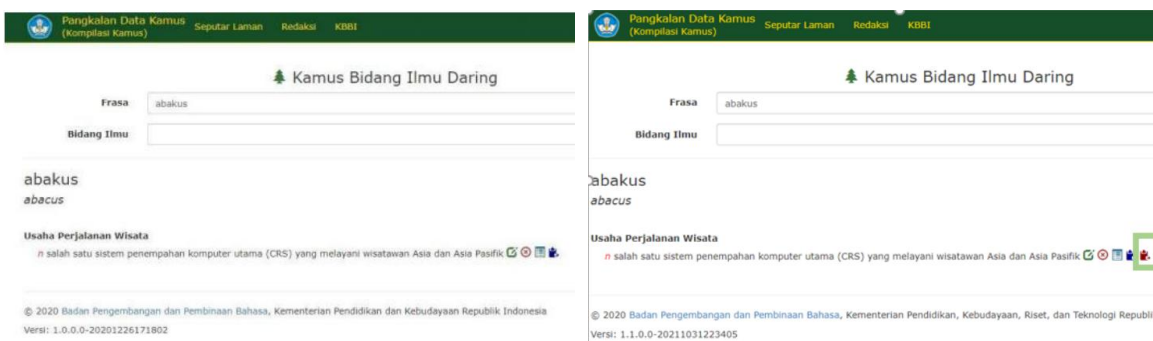 Pangkalan Data Kamus
(Kompilasi Kamus)
Seputar Laman Redaksi KBBI
Kamus Bidang Ilmu Daring
Frasa abakus
Bidang Ilmu
abakus
abacus
Usaha Perjalanan Wisata
n salah satu sistem penempahan komputer utama (CRS) yang melayani wisatawan Asia dan Asia Pasifik
© 2020 Badan Pengembangan dan Pembinaan Bahasa, Kementerian Pendidikan dan Kebudayaan Republik Indonesia
Versi: 1.0.0.0-20201226171802
Pangkalan Data Kamus
(Kompilasi Kamus)
Seputar Laman Redaksi KBBI
Kamus Bidang Ilmu Daring
Frasa abakus
Bidang Ilmu
abakus
abacus
Usaha Perjalanan Wisata
n salah satu sistem penempahan komputer utama (CRS) yang melayani wisatawan Asia dan Asia Pasifik
© 2020 Badan Pengembangan dan Pembinaan Bahasa, Kementerian Pendidikan, Kebudayaan, Riset, dan Teknologi Republi
Versi: 1.1.0.0-20211031223405